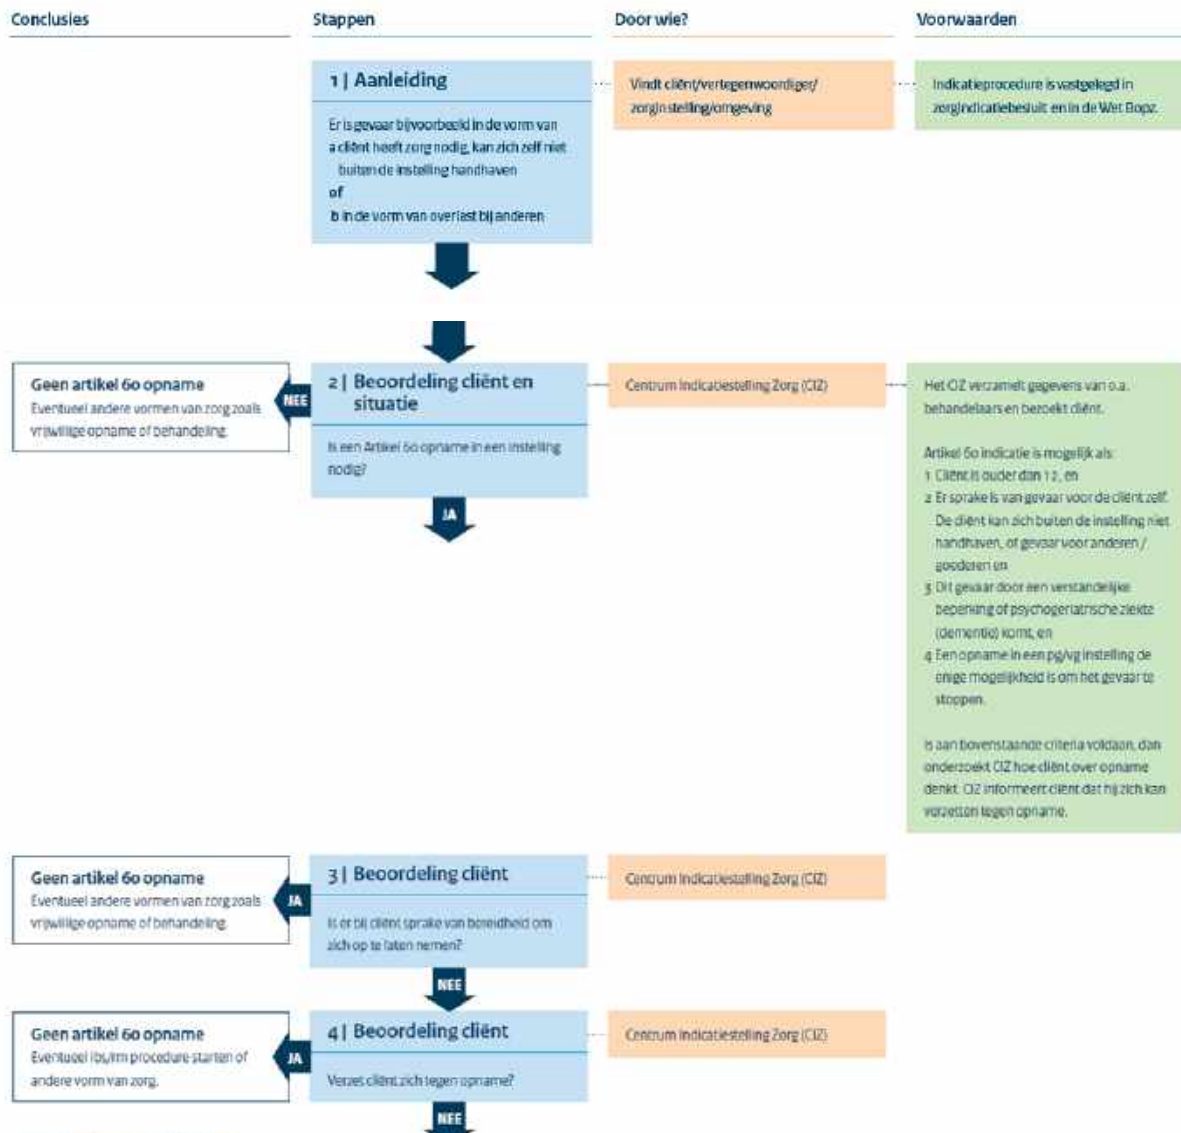 Conclusies
Stappen
Door wie?
Voorwaarden
1 | Aanleiding
Er is gevaar bijvoorbeeld in de vorm van
a cliënt heeft zorg nodig, kan zich zelf niet
buiten de instelling handhaven
of
b in de vorm van overlast bij anderen
Vindt cliënt/vertegenwoordiger/
zorginstelling/omgeving
Indicatieprocedure is vastgelegd in
zorgindicatiebesluit en in de Wet Bopz.
Geen artikel 60 opname
Eventueel andere vormen van zorg zoals
vrijwillige opname of behandeling.
NEE
2 | Beoordeling cliënt en
situatie
Is een Artikel 60 opname in een instelling
nodig?
JA
Centrum Indicatiestelling Zorg (CIZ)
Het CIZ verzamelt gegevens van o.a.
behandelaars en bezoekt cliënt.
Artikel 60 indicatie is mogelijk als:
1 Cliënt is ouder dan 12, en
2 Er sprake is van gevaar voor de cliënt zelf.
De cliënt kan zich buiten de instelling niet
handhaven, of gevaar voor anderen /
goederen en
3 Dit gevaar door een verstandelijke
beperking of psychogeriatrische ziekte
(dementie) komt, en
4 Een opname in een pg/vg instelling de
enige mogelijkheid is om het gevaar te
stoppen.
Is aan bovenstaande criteria voldaan, dan
onderzoekt CIZ hoe cliënt over opname
denkt. CIZ informeert cliënt dat hij zich kan
verzetten tegen opname.
Geen artikel 60 opname
Eventueel andere vormen van zorg zoals
vrijwillige opname of behandeling.
JA
3 | Beoordeling cliënt
Is er bij cliënt sprake van bereidheid om
zich op te laten nemen?
NEE
Centrum Indicatiestelling Zorg (CIZ)
Geen artikel 60 opname
Eventueel ibs/rm procedure starten of
andere vorm van zorg.
JA
4 | Beoordeling cliënt
Verzet cliënt zich tegen opname?
NEE
Centrum Indicatiestelling Zorg (CIZ)